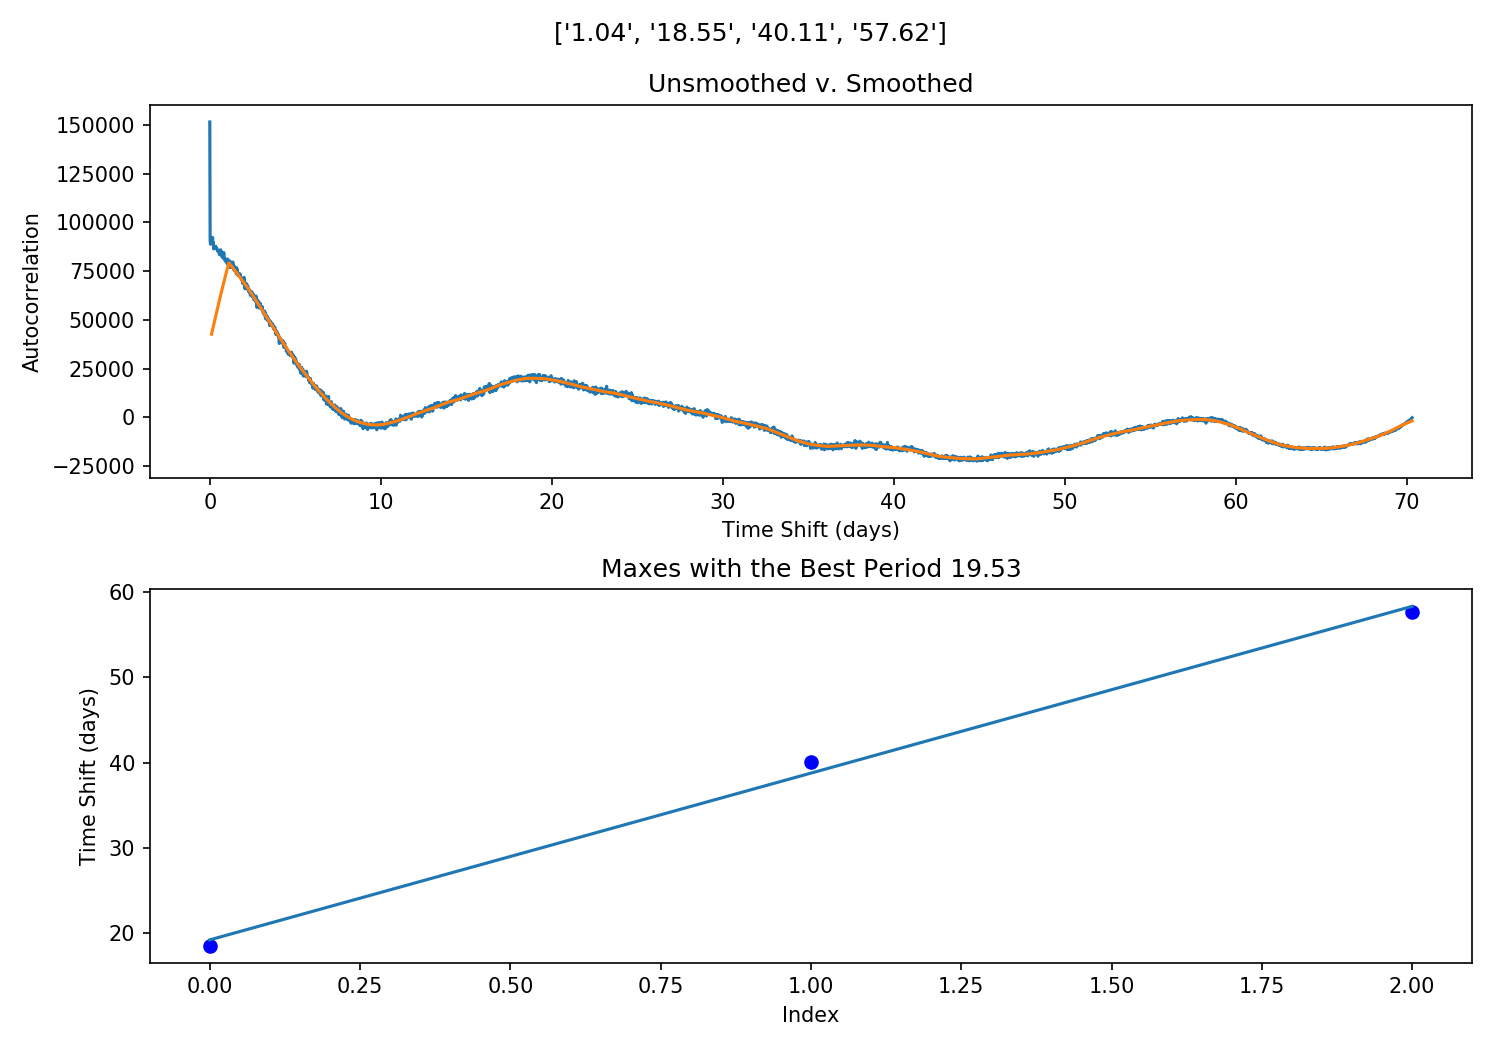 ['1.04', '18.55', '40.11', '57.62']
Unsmoothed v. Smoothed
150000
125000
100000
75000
50000
25000
0
−25000
Autocorrelation
0 10 20 30 40 50 60 70
Time Shift (days)
Maxes with the Best Period 19.53
60
50
40
30
20
Time Shift (days)
0.00 0.25 0.50 0.75 1.00 1.25 1.50 1.75 2.00
Index